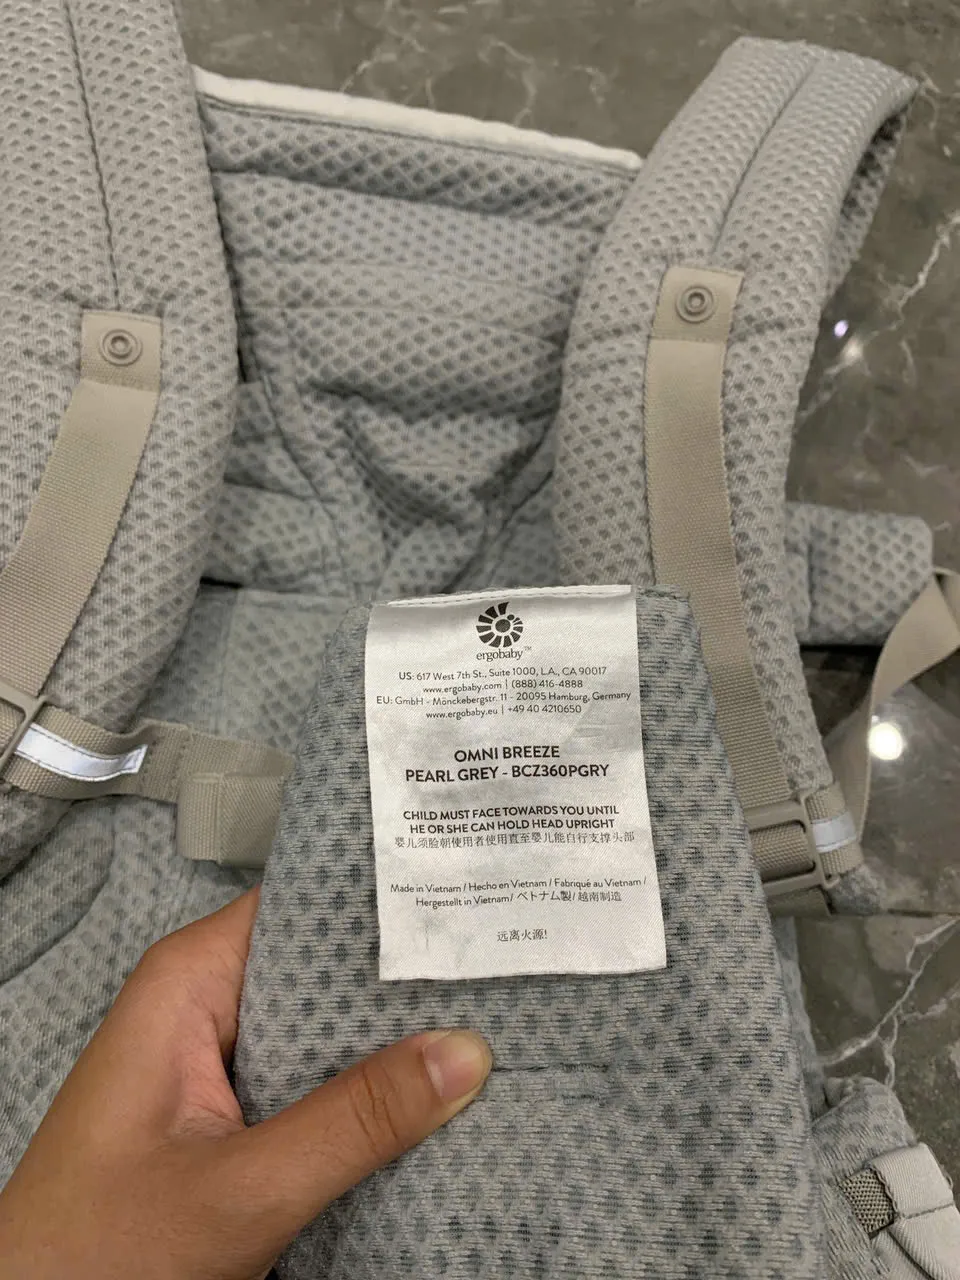 ergobaby™
US: 617 West 7th St., Suite 1000, L.A., CA 90017
www.ergobaby.com | (888) 416-4888
EU: GmbH - Mönckebergstr. 11 - 20095 Hamburg, Germany
www.ergobaby.eu | +49 40 4210650
OMNI BREEZE
PEARL GREY - BCZ360PGRY
CHILD MUST FACE TOWARDS YOU UNTIL
HE OR SHE CAN HOLD HEAD UPRIGHT
婴儿须脸朝使用者使用直至婴儿能自行支撑头部
Made in Vietnam / Hecho en Vietnam / Fabriqué au Vietnam /
Hergestellt in Vietnam / ベトナム製 / 越南制造
远离火源!